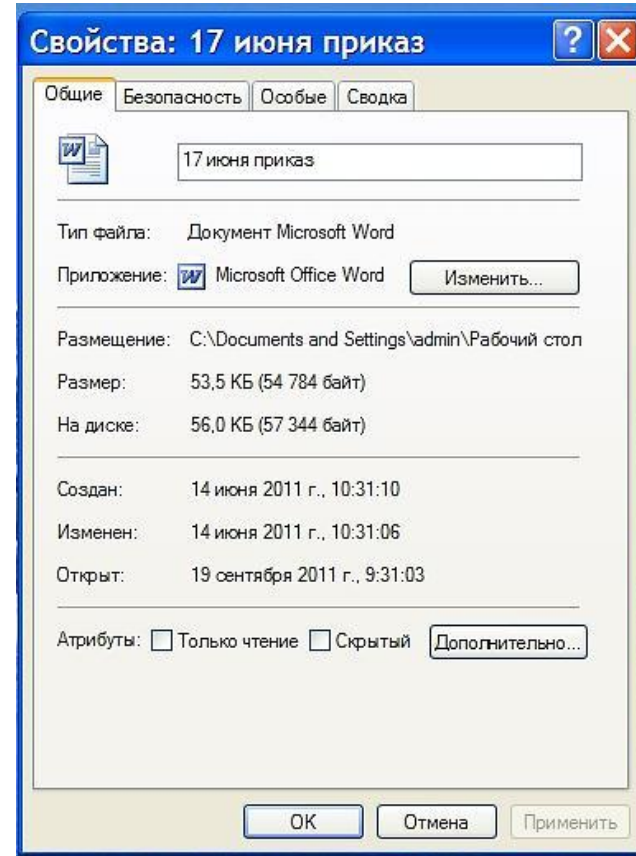 Свойства: 17 июня приказ
Общие Безопасность Особые Сводка
17 июня приказ
Тип файла: Документ Microsoft Word
Приложение: Microsoft Office Word Изменить...
Размещение: C:\Documents and Settings\admin\Рабочий стол
Размер: 53,5 КБ (54 784 байт)
На диске: 56,0 КБ (57 344 байт)
Создан: 14 июня 2011 г., 10:31:10
Изменен: 14 июня 2011 г., 10:31:06
Открыт: 19 сентября 2011 г., 9:31:03
Атрибуты: Только чтение Скрытый Дополнительно...
ОК Отмена Применить